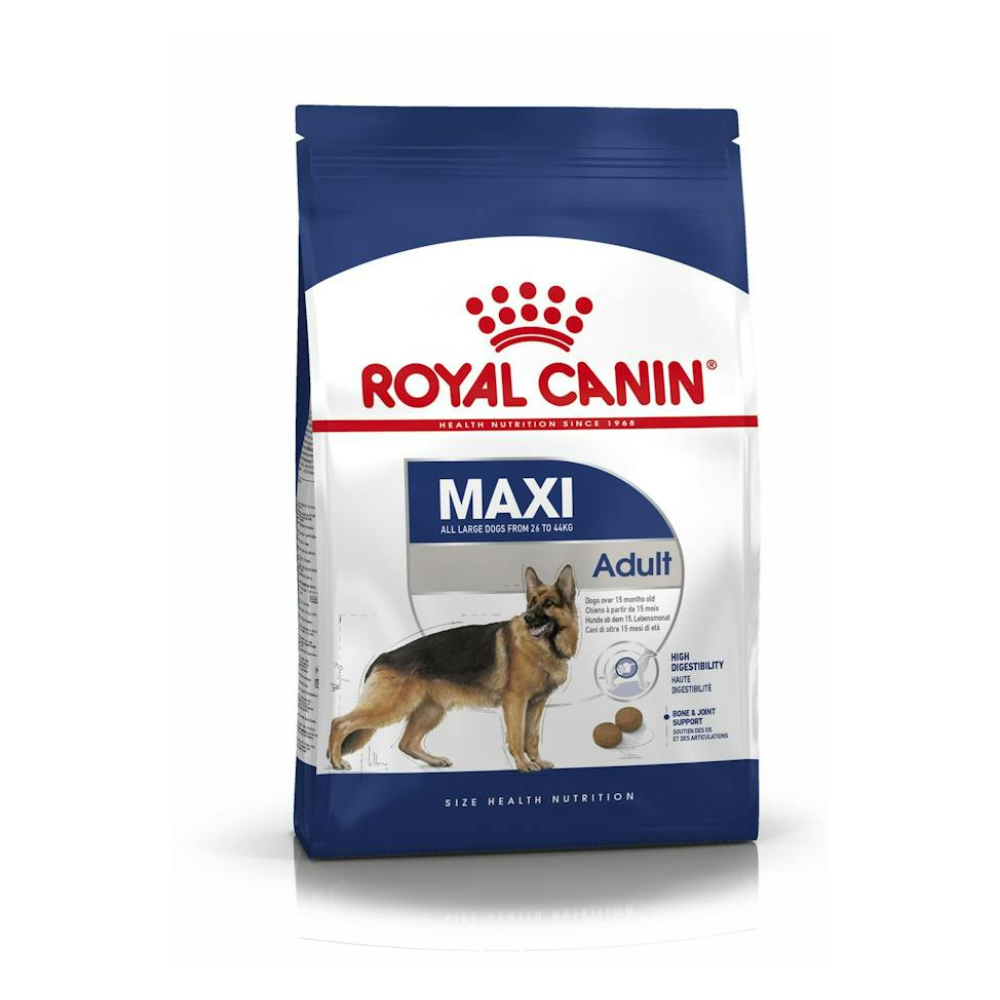 ROYAL CANIN®
HEALTH NUTRITION SINCE 1968
MAXI
ALL LARGE DOGS FROM 26 TO 44KG
Adult
Dogs over 15 months old
Chiens à partir de 15 mois
Hunde ab dem 15. Lebensmonat
Cani di oltre 15 mesi di età
HIGH
DIGESTIBILITY
HAUTE
DIGESTIBILITÉ
BONE & JOINT
SUPPORT
SOUTIEN DES OS
ET DES ARTICULATIONS
SIZE HEALTH NUTRITION